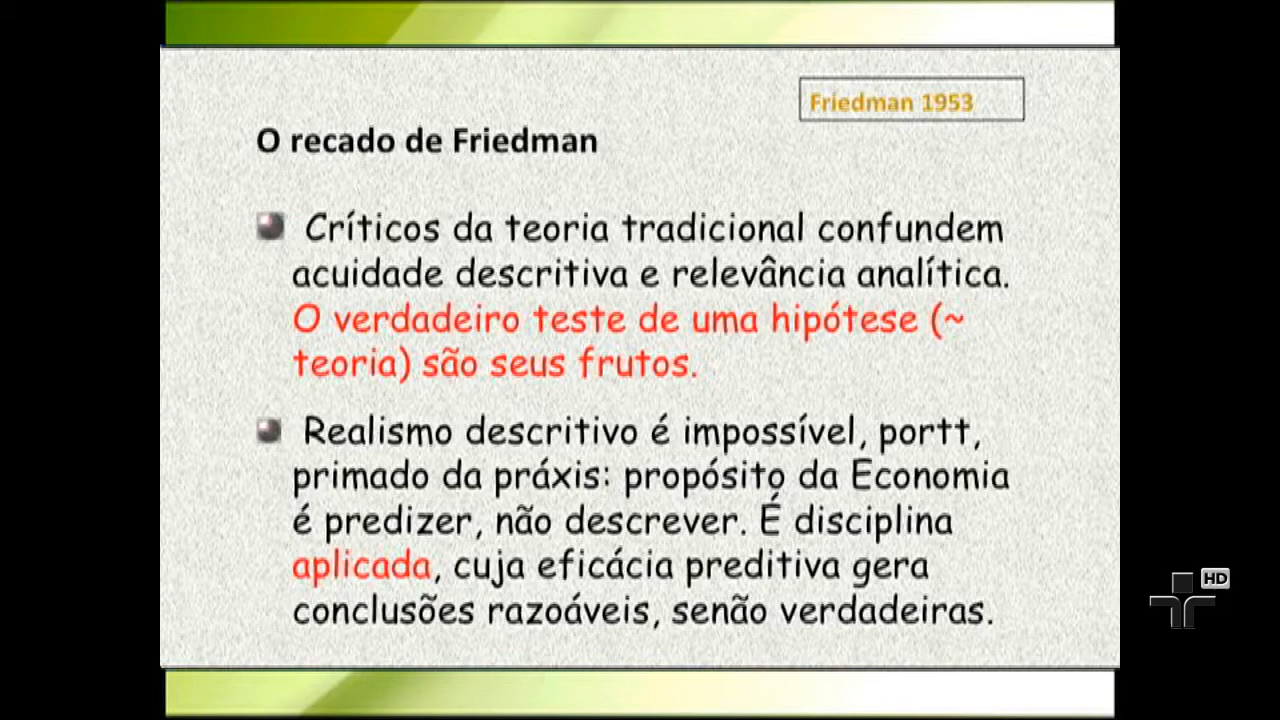 Friedman 1953
O recado de Friedman
Críticos da teoria tradicional confundem
acuidade descritiva e relevância analítica.
O verdadeiro teste de uma hipótese (~
teoria) são seus frutos.
Realismo descritivo é impossível, portt,
primado da práxis: propósito da Economia
é predizer, não descrever. É disciplina
aplicada, cuja eficácia preditiva gera
conclusões razoáveis, senão verdadeiras.
HD